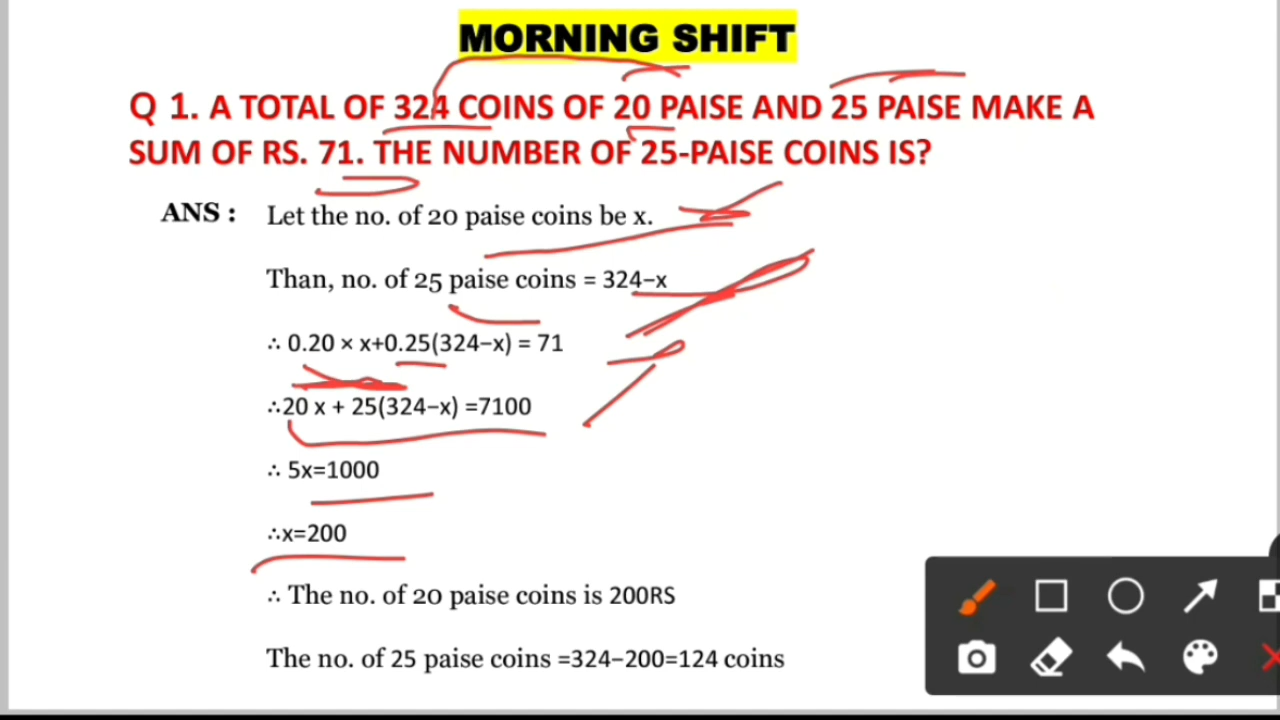 MORNING SHIFT
Q 1. A TOTAL OF 324 COINS OF 20 PAISE AND 25 PAISE MAKE A
SUM OF RS. 71. THE NUMBER OF 25-PAISE COINS IS?
ANS : Let the no. of 20 paise coins be x.
Than, no. of 25 paise coins = 324−x
∴ 0.20 × x+0.25(324−x) = 71
∴20 x + 25(324−x) =7100
∴ 5x=1000
∴x=200
∴ The no. of 20 paise coins is 200RS
The no. of 25 paise coins =324−200=124 coins